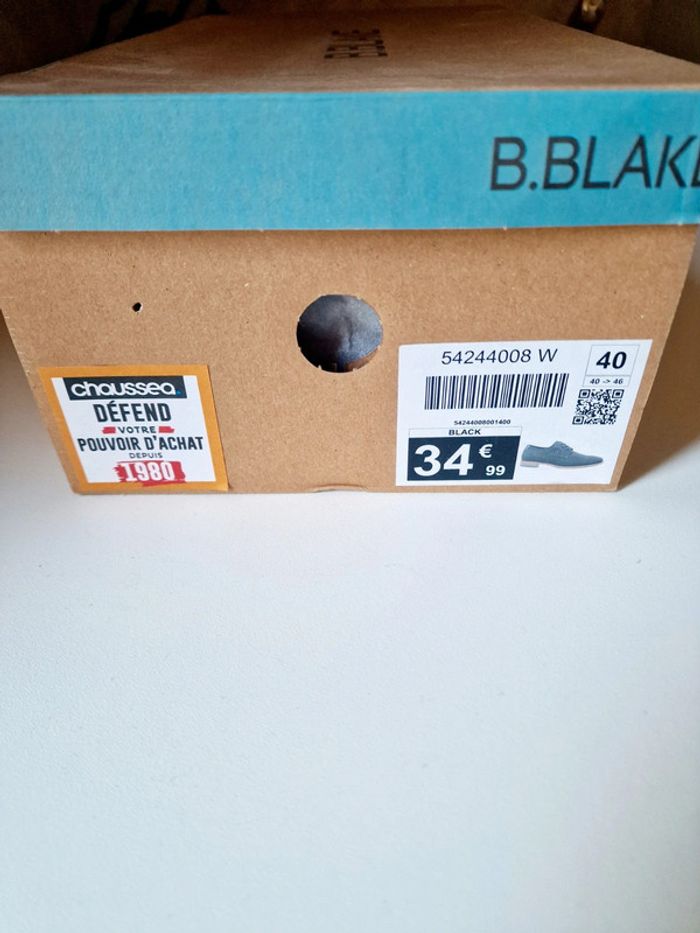 B.BLAK
chaussea
DÉFEND
VOTRE
POUVOIR D'ACHAT
DEPUIS
1980
54244008 W
40
40 -> 46
54244008001400
BLACK
34 € 99